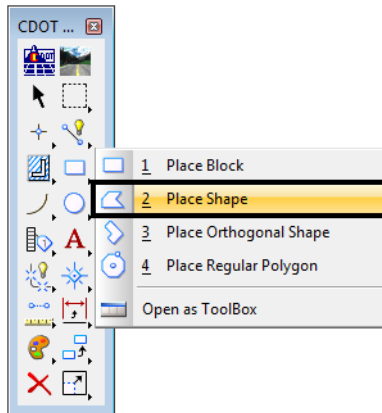 CDOT ...
1 Place Block
2 Place Shape
3 Place Orthogonal Shape
4 Place Regular Polygon
Open as ToolBox